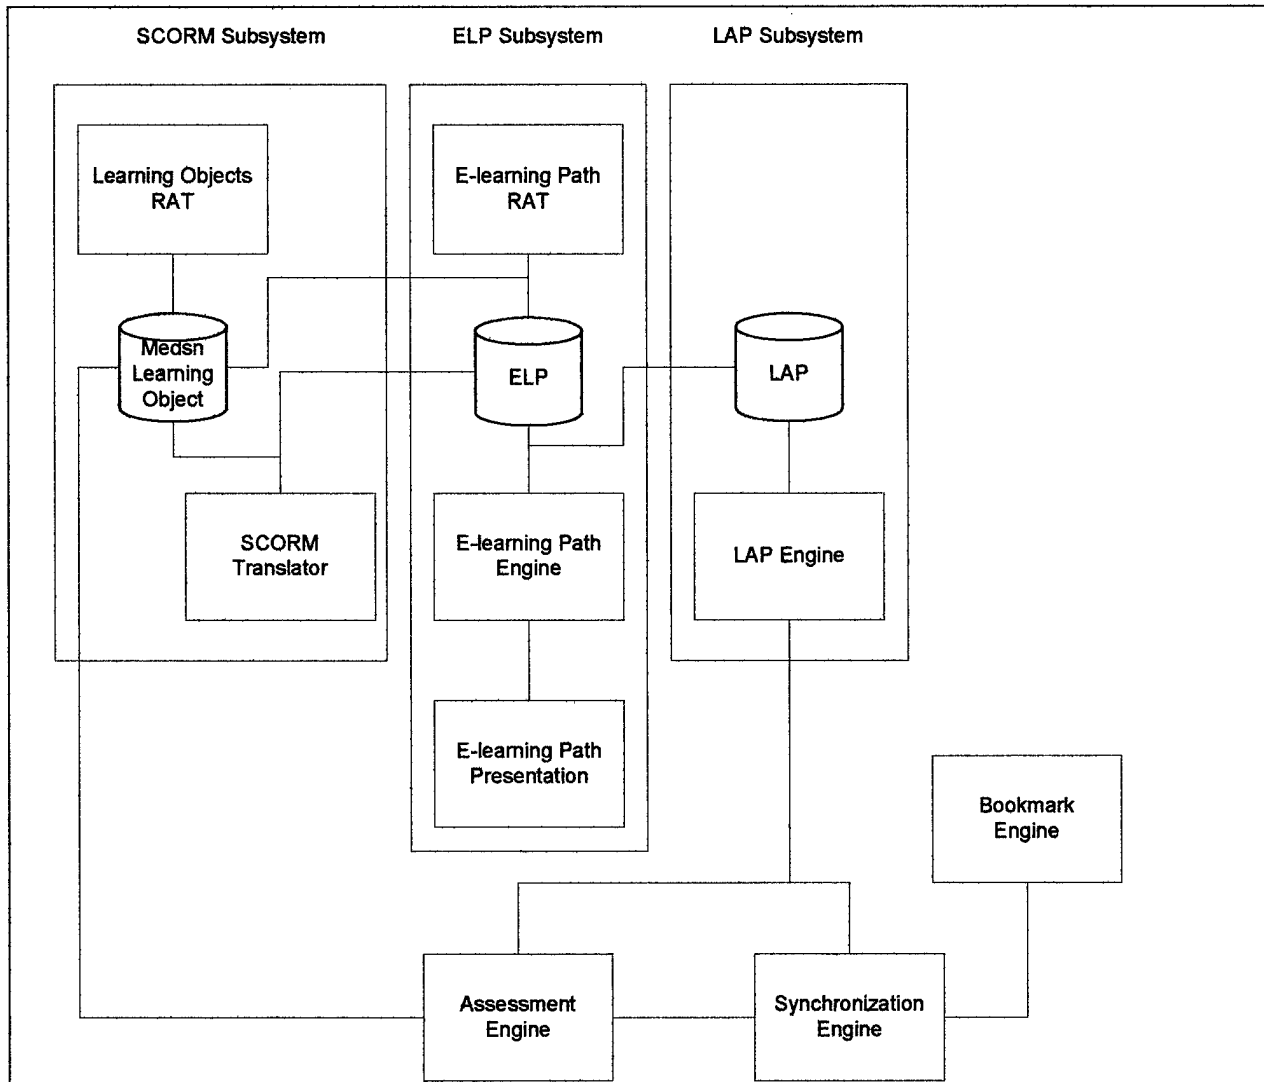 SCORM Subsystem
ELP Subsystem
LAP Subsystem
Learning Objects
RAT
E-learning Path
RAT
Medsn
Learning
Object
ELP
LAP
SCORM
Translator
E-learning Path
Engine
LAP Engine
E-learning Path
Presentation
Bookmark
Engine
Assessment
Engine
Synchronization
Engine